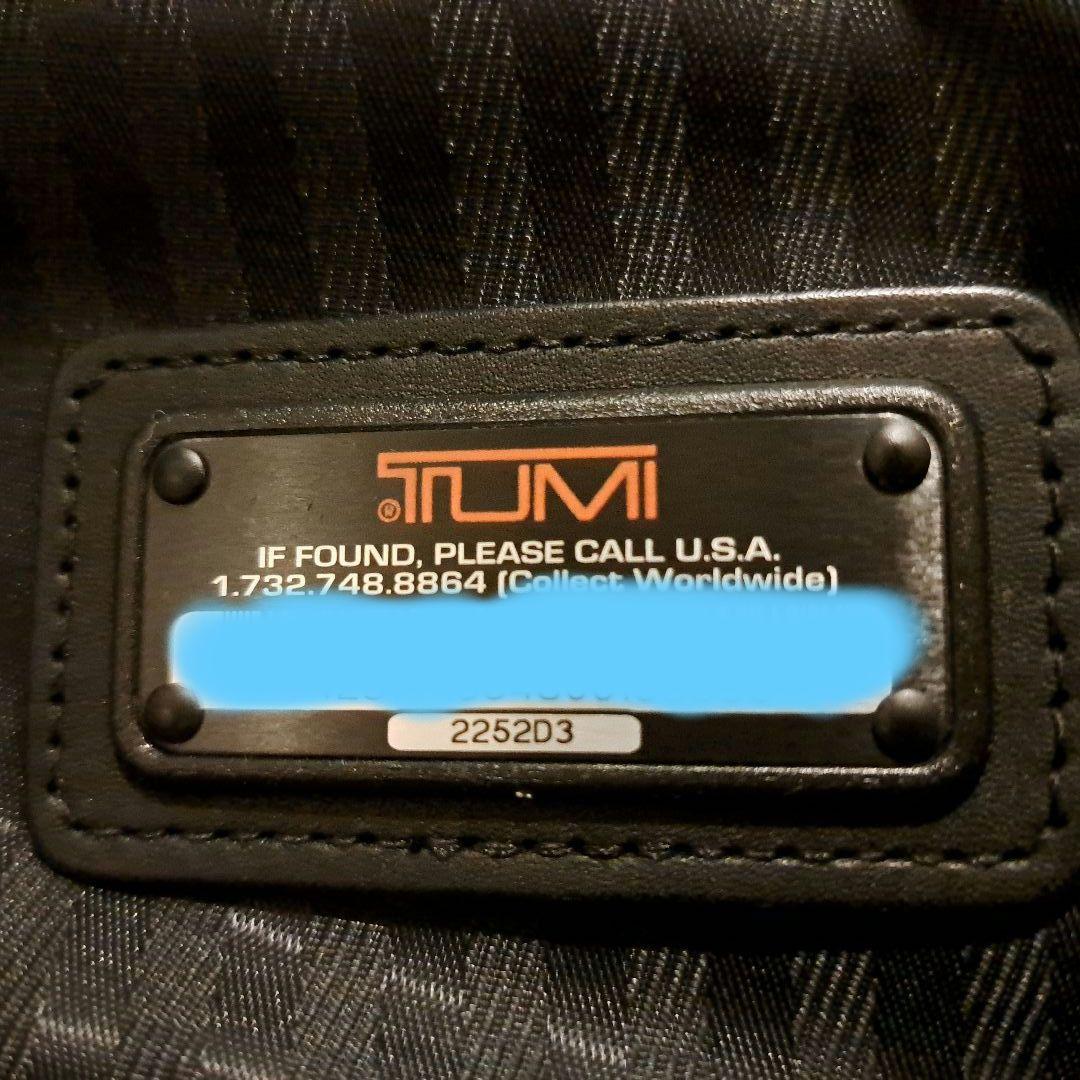 TUMI
®
IF FOUND, PLEASE CALL U.S.A.
1.732.748.8864 (Collect Worldwide)
2252D3